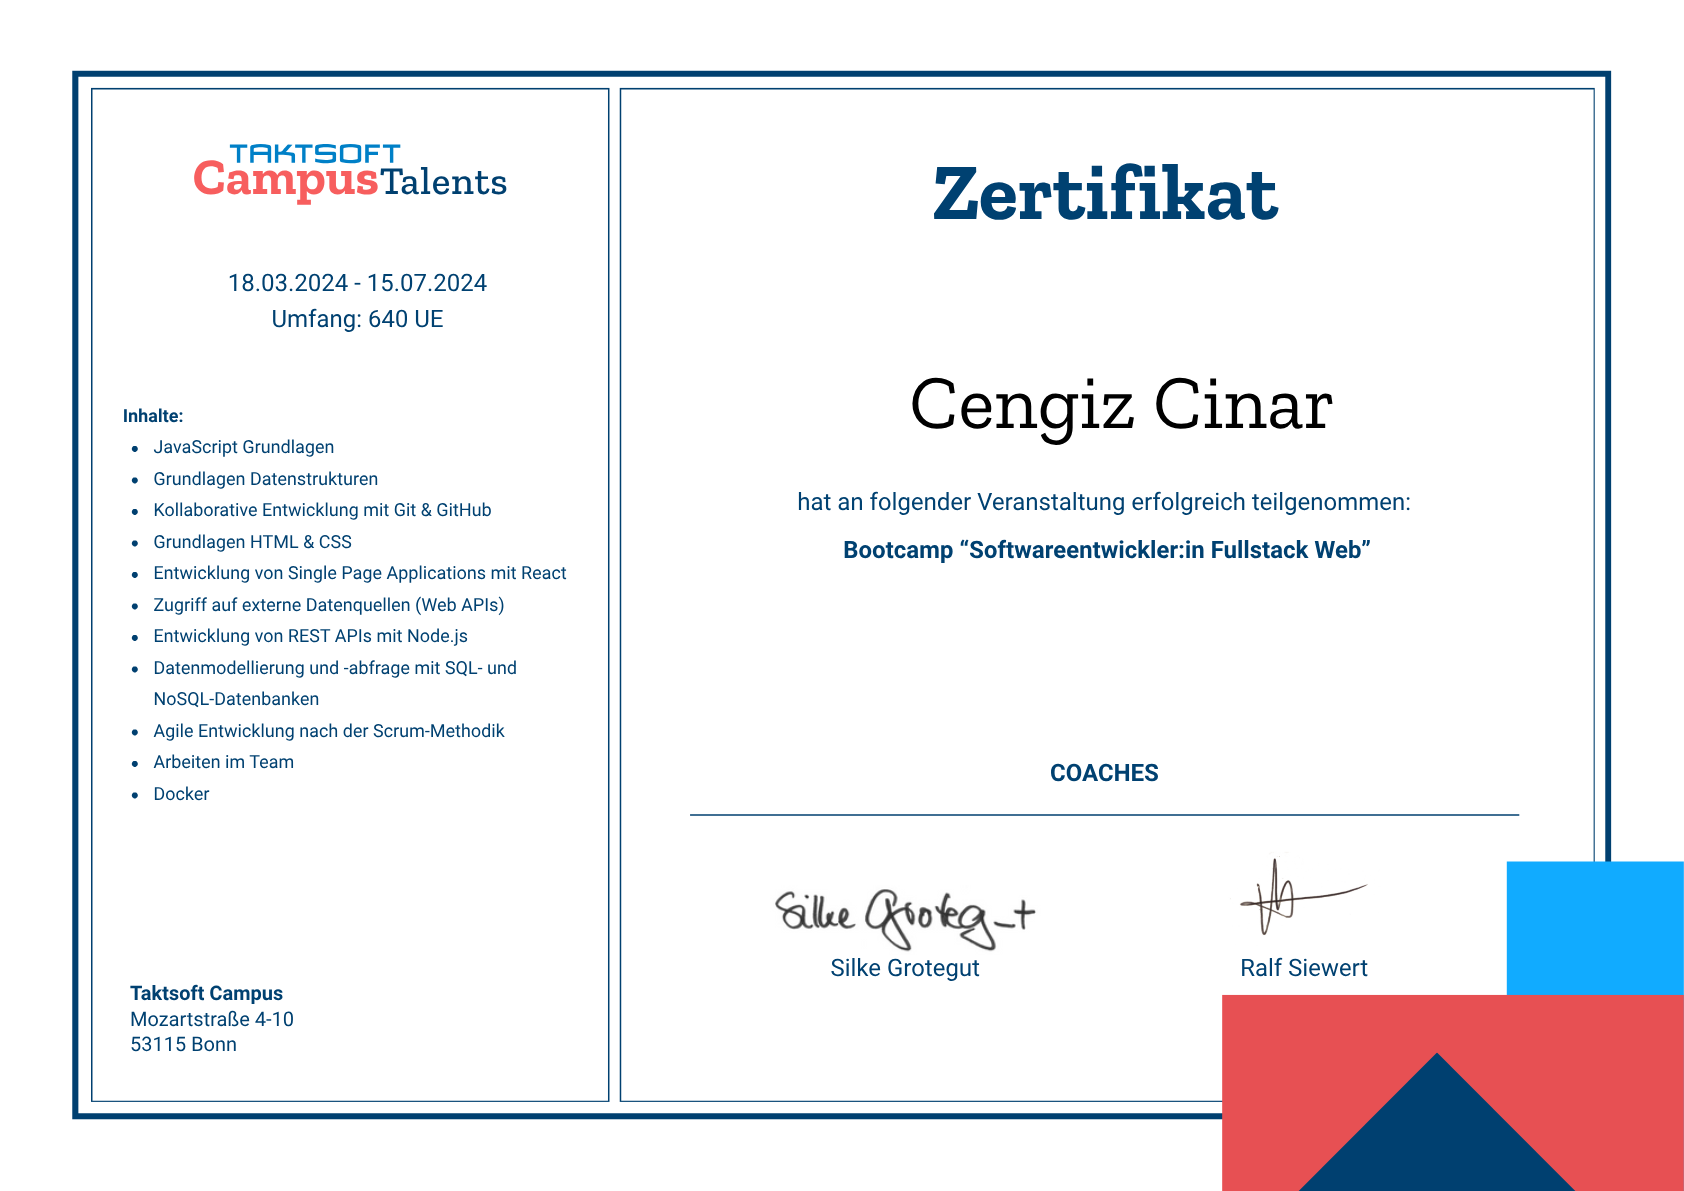 TAKTSOFT
CampusTalents
18.03.2024 - 15.07.2024
Umfang: 640 UE
Inhalte:
• JavaScript Grundlagen
• Grundlagen Datenstrukturen
• Kollaborative Entwicklung mit Git & GitHub
• Grundlagen HTML & CSS
• Entwicklung von Single Page Applications mit React
• Zugriff auf externe Datenquellen (Web APIs)
• Entwicklung von REST APIs mit Node.js
• Datenmodellierung und -abfrage mit SQL- und
NoSQL-Datenbanken
• Agile Entwicklung nach der Scrum-Methodik
• Arbeiten im Team
• Docker
Taktsoft Campus
Mozartstraße 4-10
53115 Bonn
Zertifikat
Cengiz Cinar
hat an folgender Veranstaltung erfolgreich teilgenommen:
Bootcamp “Softwareentwickler:in Fullstack Web”
COACHES
Silke Grotegut
Silke Grotegut
Ralf Siewert